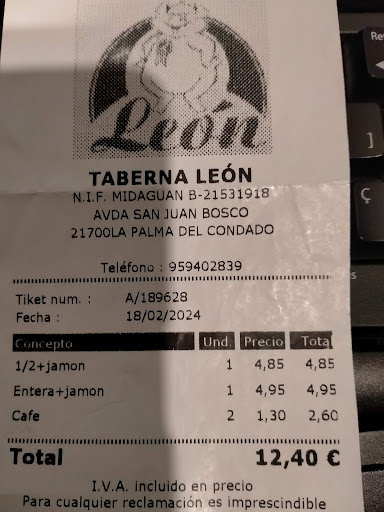 León
TABERNA LEÓN
N.I.F. MIDAGUAN B-21531918
AVDA SAN JUAN BOSCO
21700LA PALMA DEL CONDADO
Teléfono : 959402839
Tiket num. : A/189628
Fecha : 18/02/2024
Concepto Und. Precio Total
1/2+jamon 1 4,85 4,85
Entera+jamon 1 4,95 4,95
Cafe 2 1,30 2,60
Total 12,40 €
I.V.A. incluido en precio
Para cualquier reclamación es imprescindible
Re
]
Ç